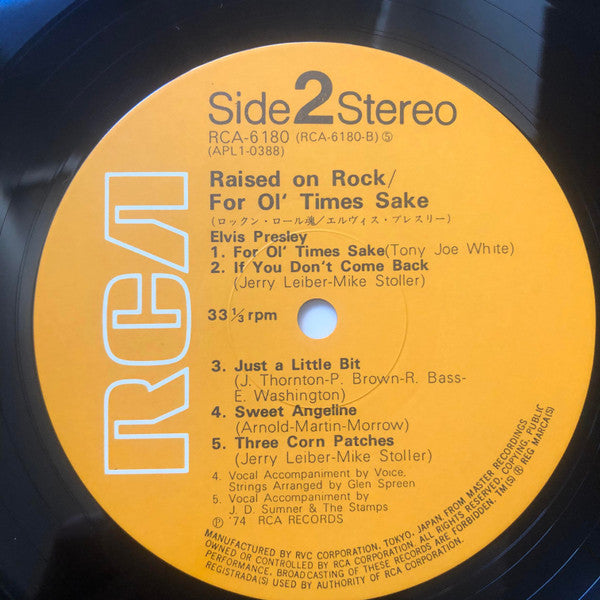 RCA
Side 2 Stereo
RCA-6180 (RCA-6180-B) ⑤
(APL1-0388)
Raised on Rock/
For Ol' Times Sake
(ロックン・ロール魂/エルヴィス・プレスリー)
Elvis Presley
1. For Ol' Times Sake(Tony Joe White)
2. If You Don't Come Back
(Jerry Leiber-Mike Stoller)
33 1/3 rpm
3. Just a Little Bit
(J. Thornton-P. Brown-R. Bass-
E. Washington)
4. Sweet Angeline
(Arnold-Martin-Morrow)
5. Three Corn Patches
(Jerry Leiber-Mike Stoller)
4. Vocal Accompaniment by Voice,
Strings Arranged by Glen Spreen
5. Vocal Accompaniment by
J. D. Sumner & The Stamps
Ⓟ '74 RCA RECORDS
MANUFACTURED BY RVC CORPORATION, TOKYO, JAPAN FROM MASTER RECORDINGS
OWNED OR CONTROLLED BY RCA CORPORATION. ALL RIGHTS RESERVED. COPYING, PUBLIC
PERFORMANCE, BROADCASTING OF THESE RECORDS ARE FORBIDDEN. TM(S) ® REG MARCA(S)
REGISTRADA(S) USED BY AUTHORITY OF RCA CORPORATION.